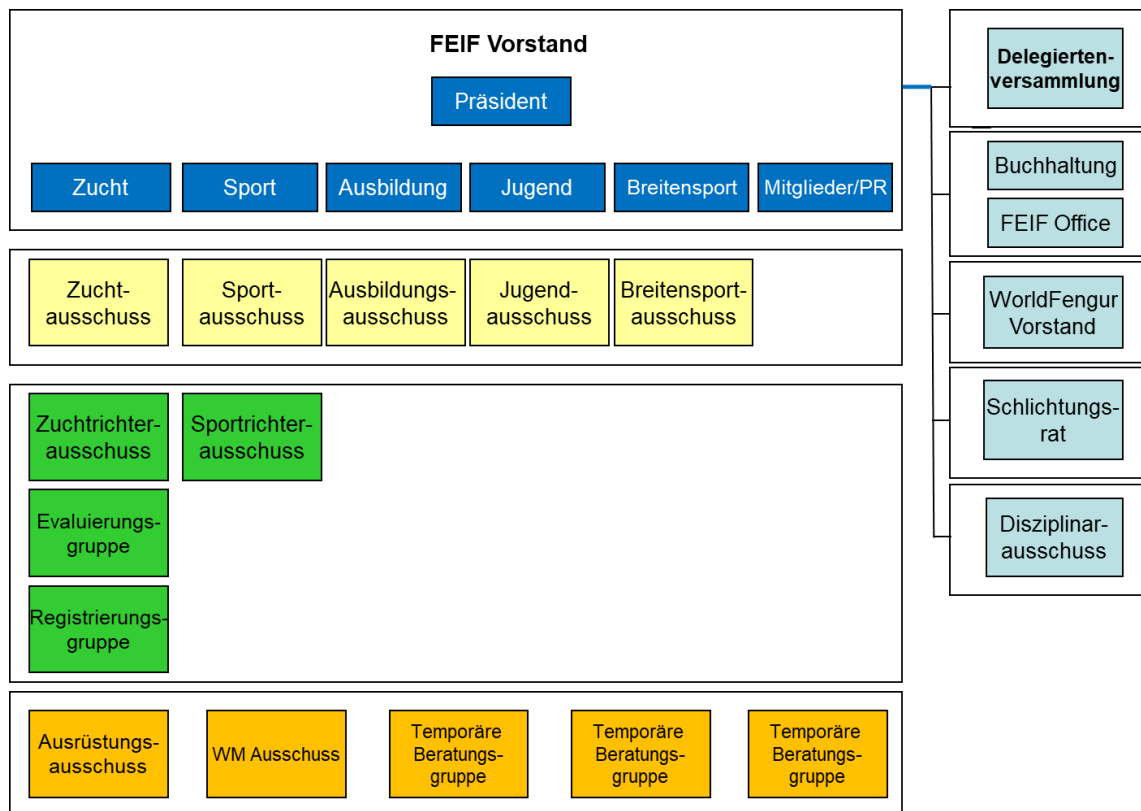 FEIF Vorstand
Präsident
Zucht
Sport
Ausbildung
Jugend
Breitensport
Mitglieder/PR
Zucht-
ausschuss
Sport-
ausschuss
Ausbildungs-
ausschuss
Jugend-
ausschuss
Breitensport-
ausschuss
Zuchtrichter-
ausschuss
Sportrichter-
ausschuss
Evaluierungs-
gruppe
Registrierungs-
gruppe
Ausrüstungs-
ausschuss
WM Ausschuss
Temporäre
Beratungs-
gruppe
Temporäre
Beratungs-
gruppe
Temporäre
Beratungs-
gruppe
Delegierten-
versammlung
Buchhaltung
FEIF Office
WorldFengur
Vorstand
Schlichtungs-
rat
Disziplinar-
ausschuss